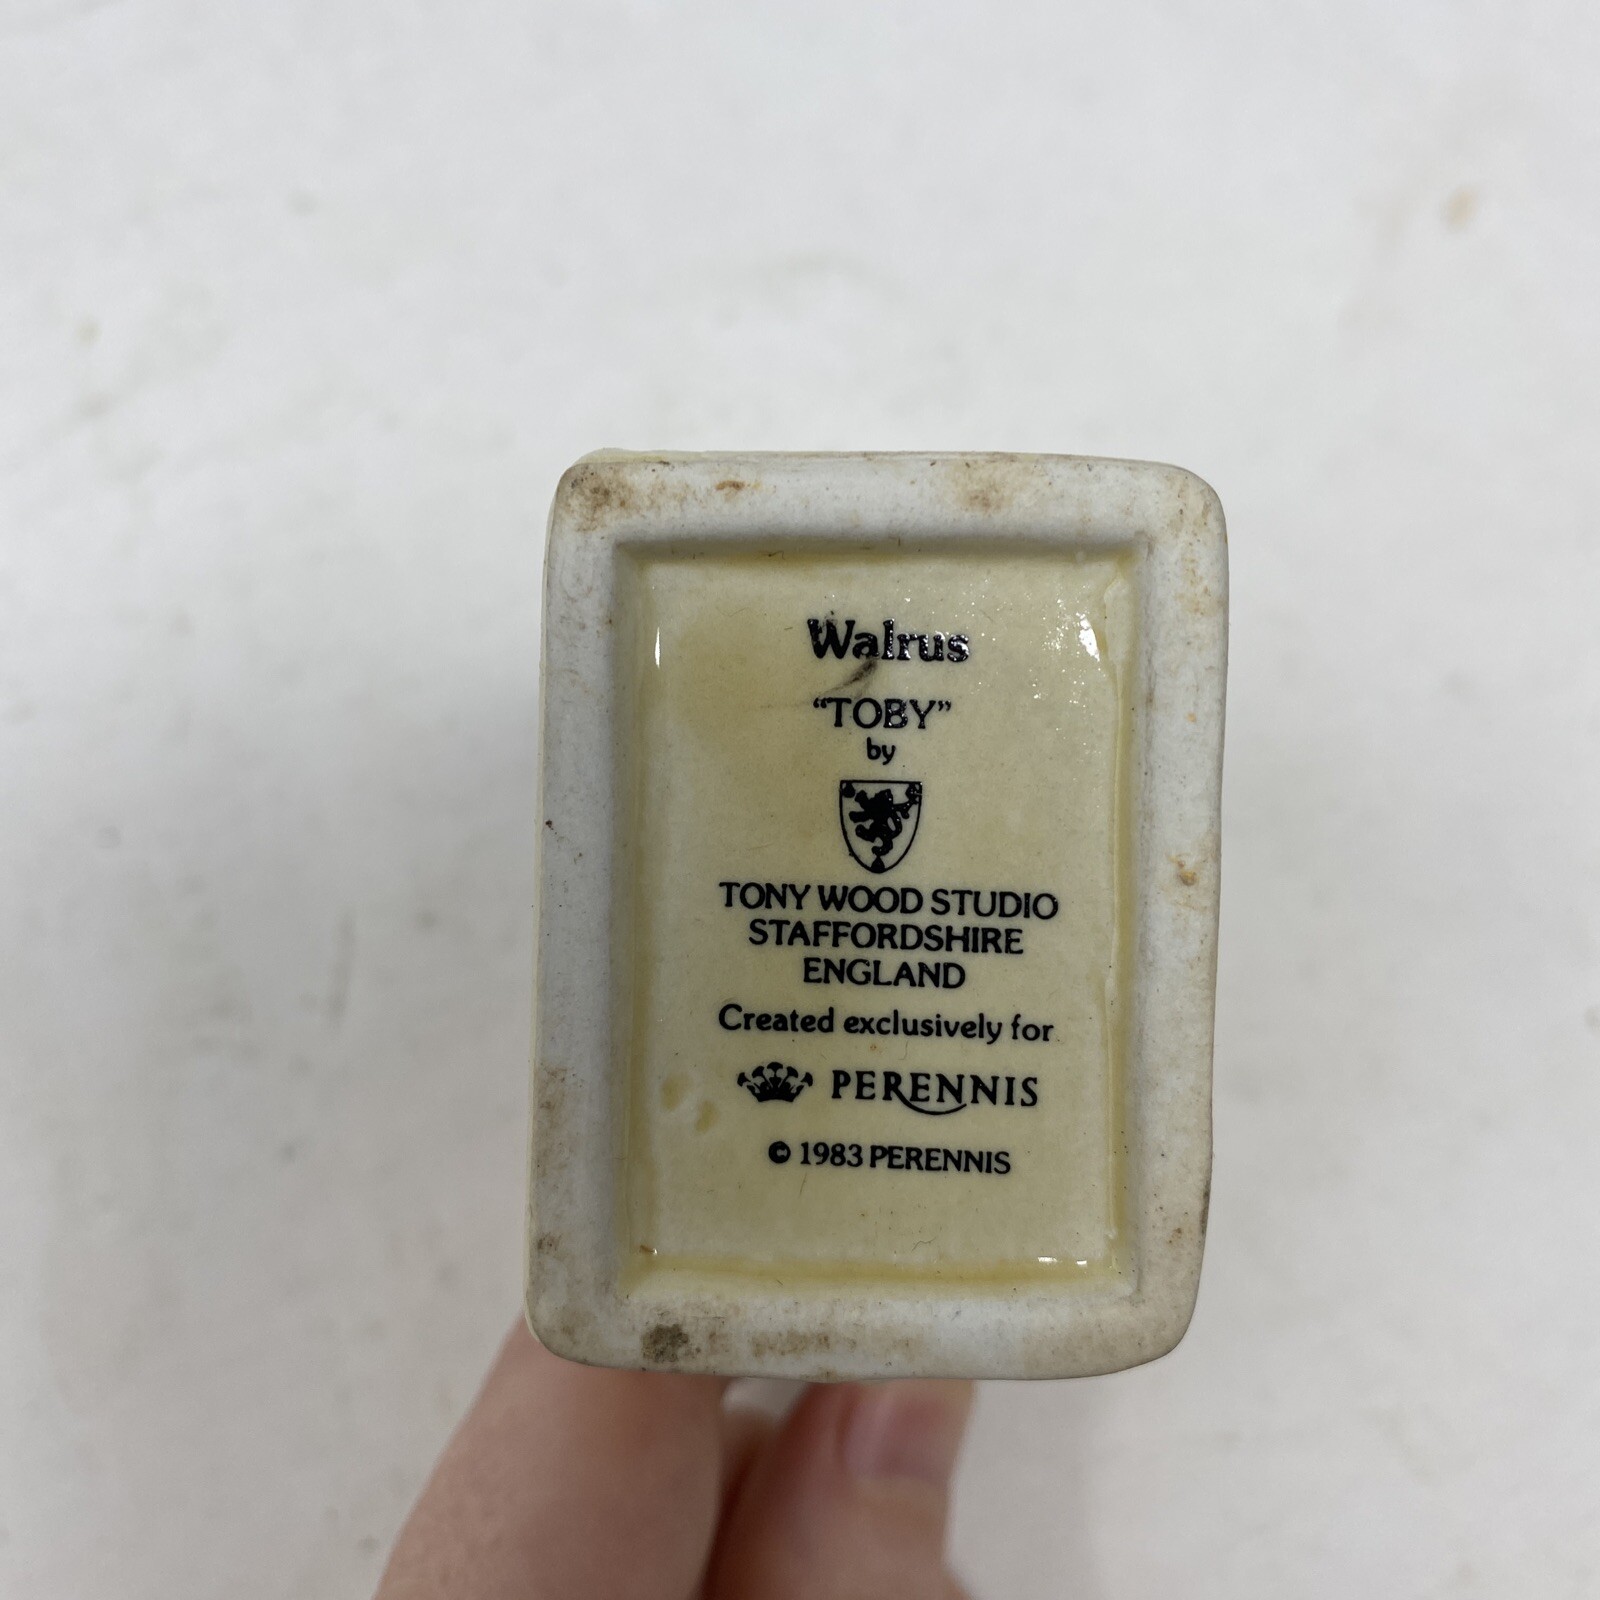 Walrus
“TOBY”
by
TONY WOOD STUDIO
STAFFORDSHIRE
ENGLAND
Created exclusively for
PERENNIS
© 1983 PERENNIS